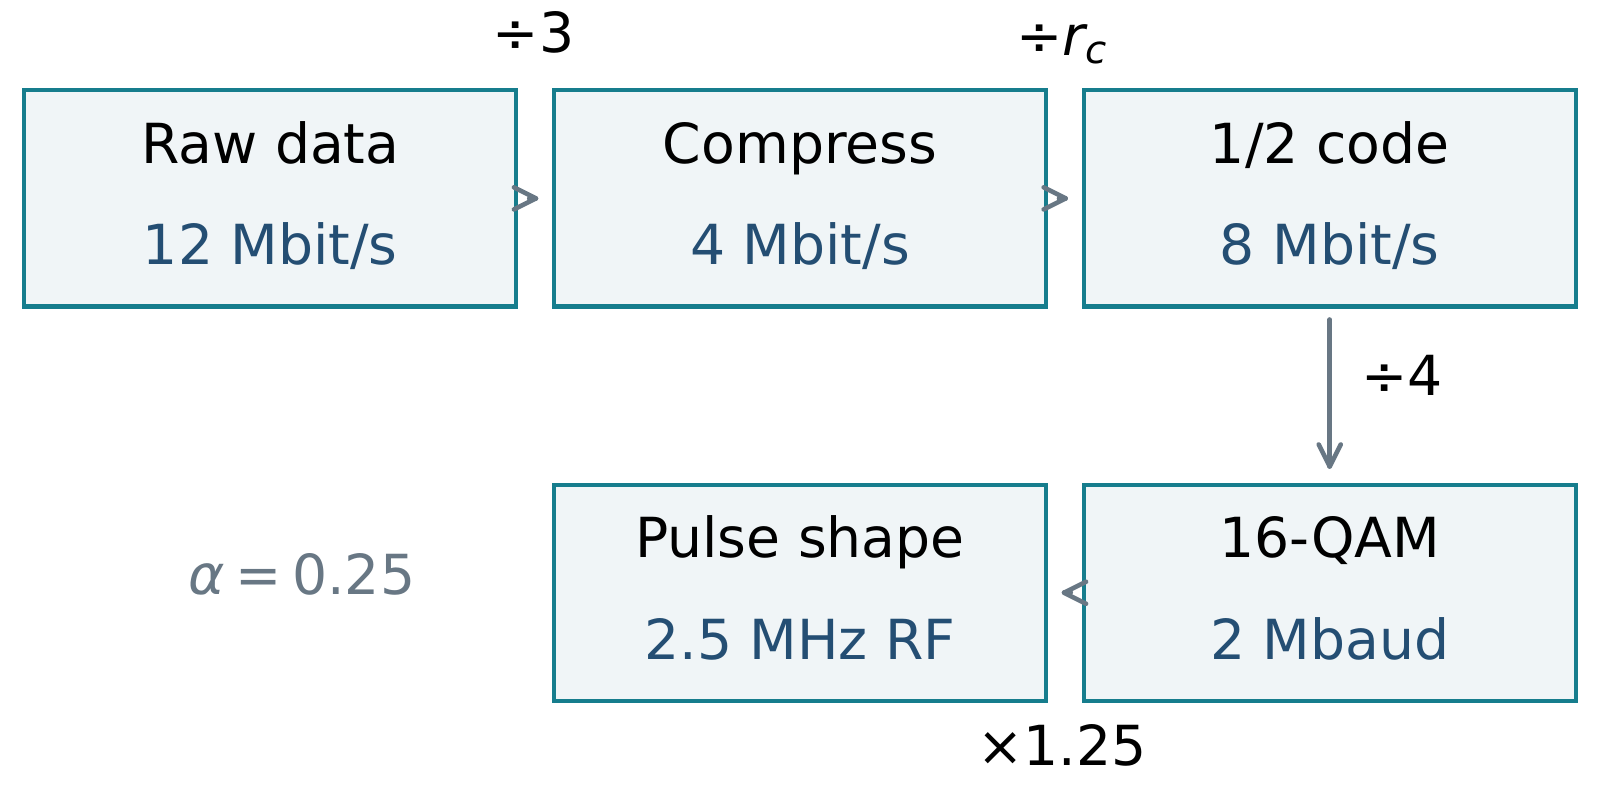 ÷3
÷r_c
Raw data
12 Mbit/s
Compress
4 Mbit/s
1/2 code
8 Mbit/s
÷4
α = 0.25
Pulse shape
2.5 MHz RF
16-QAM
2 Mbaud
×1.25